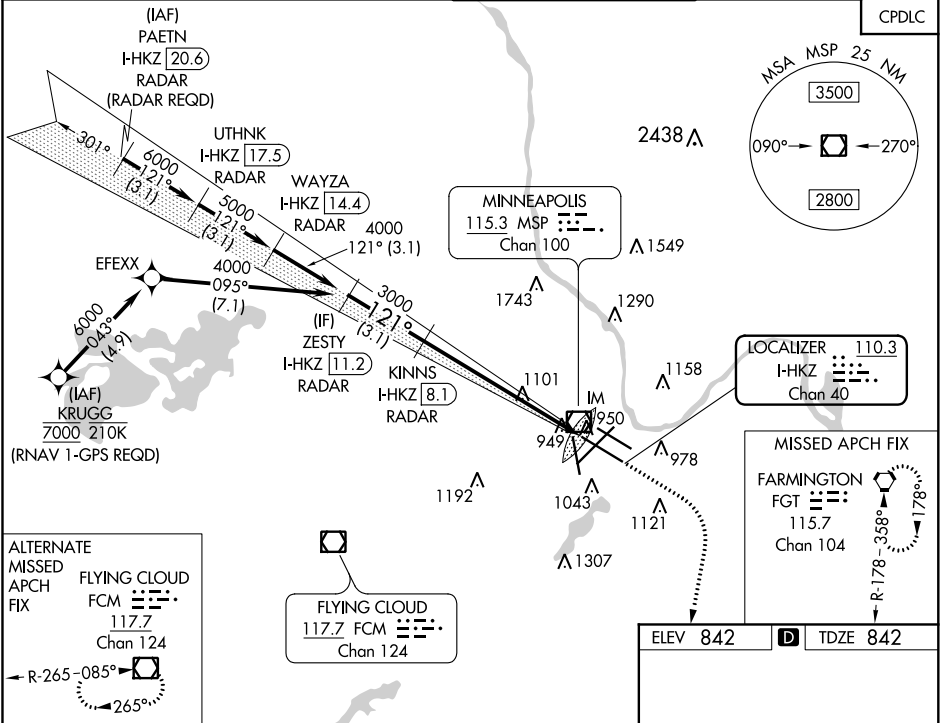 CPDLC
(IAF)
PAETN
I-HKZ 20.6
RADAR
(RADAR REQD)
301°
6000
121°
(3.1)
UTHNK
I-HKZ 17.5
RADAR
5000
121°
(3.1)
WAYZA
I-HKZ 14.4
RADAR
4000
121° (3.1)
MSA MSP 25 NM
3500
090°
270°
2800
2438
MINNEAPOLIS
115.3 MSP
Chan 100
1549
1743
1290
EFEXX
4000
095°
(7.1)
6000
043°
(4.9)
(IAF)
KRUGG
7000 210K
(RNAV 1-GPS REQD)
3000
121°
(3.1)
(IF)
ZESTY
I-HKZ 11.2
RADAR
KINNS
I-HKZ 8.1
RADAR
1101
1158
IM
950
949
978
LOCALIZER 110.3
I-HKZ
Chan 40
1192
1043
1121
1307
MISSED APCH FIX
FARMINGTON
FGT
115.7
Chan 104
178°
R-178
358°
ALTERNATE
MISSED
APCH
FIX
FLYING CLOUD
FCM
117.7
Chan 124
R-265
085°
265°
FLYING CLOUD
117.7 FCM
Chan 124
ELEV 842
D
TDZE 842